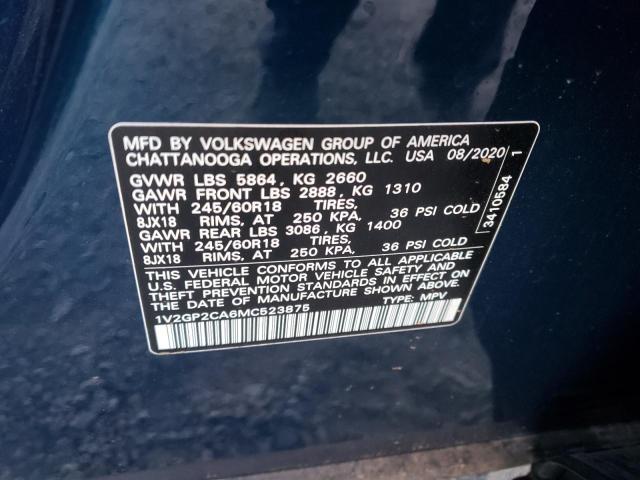 MFD BY VOLKSWAGEN GROUP OF AMERICA
CHATTANOOGA OPERATIONS, LLC. USA 08/2020
GVWR LBS 5864, KG 2660
GAWR FRONT LBS 2888, KG 1310
WITH 245/60R18 TIRES,
8JX18 RIMS, AT 250 KPA, 36 PSI COLD
GAWR REAR LBS 3086, KG 1400
WITH 245/60R18 TIRES,
8JX18 RIMS, AT 250 KPA, 36 PSI COLD
THIS VEHICLE CONFORMS TO ALL APPLICABLE
U.S. FEDERAL MOTOR VEHICLE SAFETY AND
THEFT PREVENTION STANDARDS IN EFFECT ON
THE DATE OF MANUFACTURE SHOWN ABOVE.
1V2GP2CA6MC523875 TYPE: MPV
3410584 1